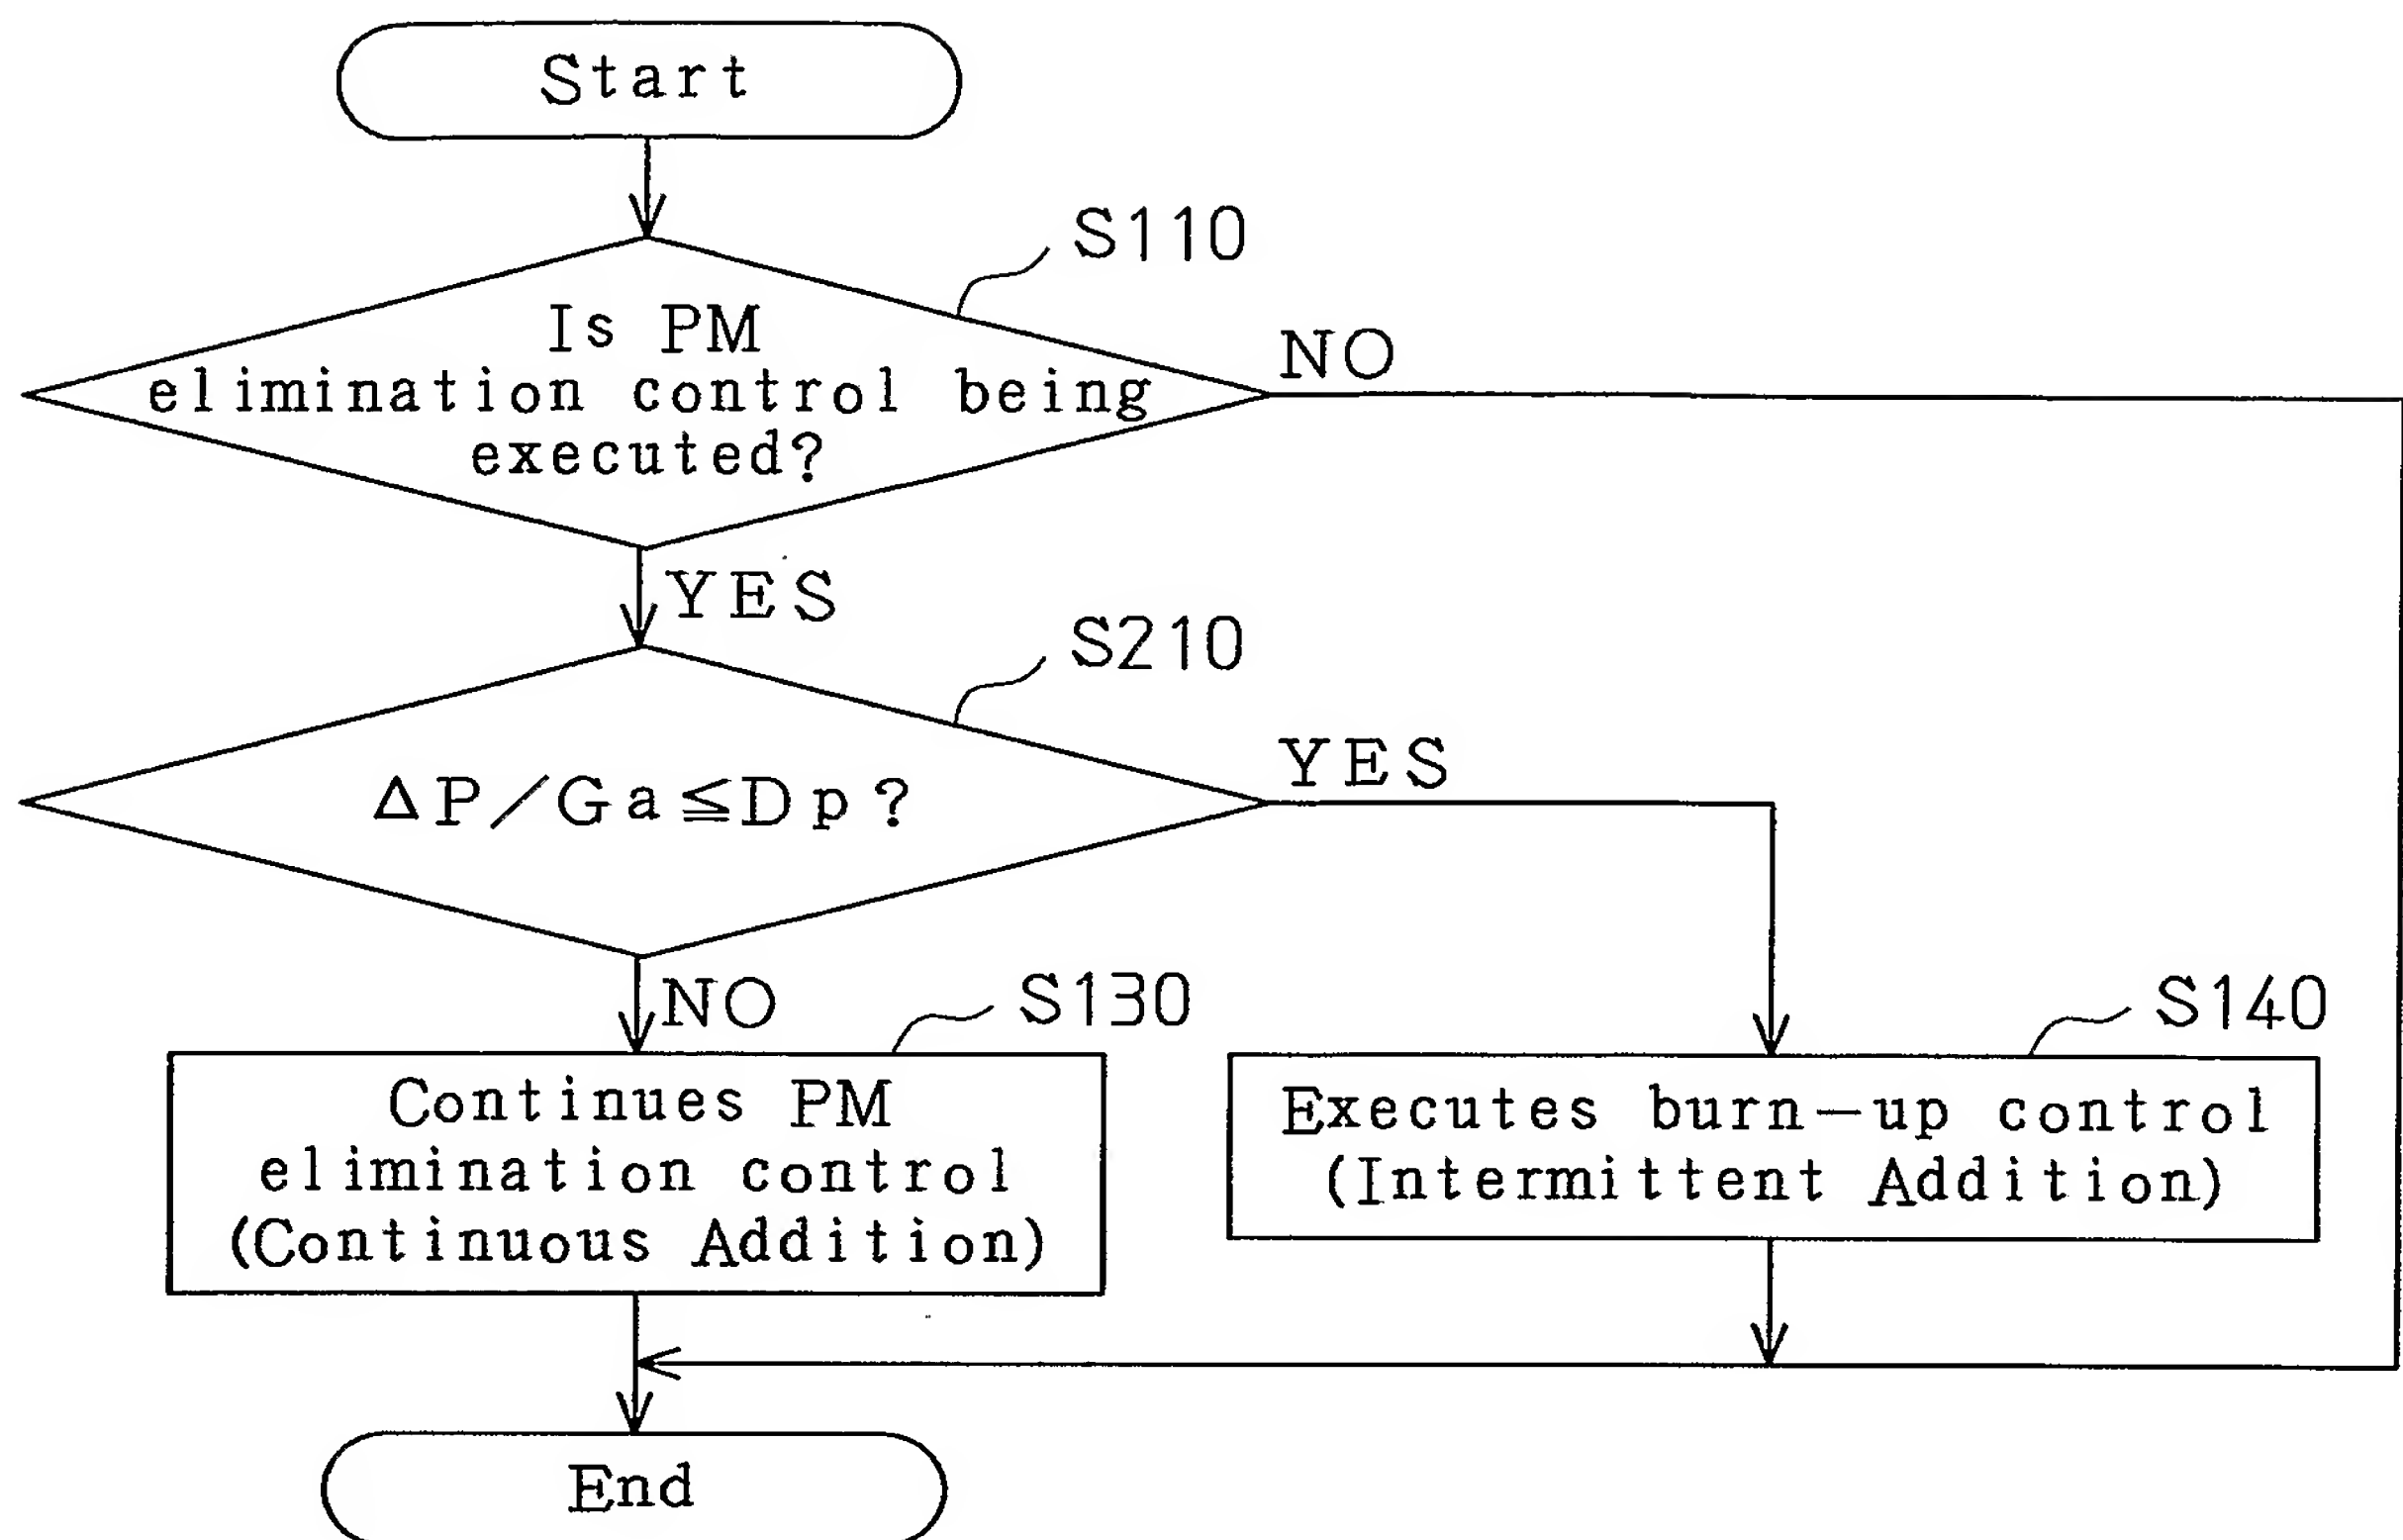 Start
S110
Is PM
elimination control being
executed?
NO
YES
S210
ΔP/Ga≦Dp?
YES
NO
S130
S140
Continues PM
elimination control
(Continuous Addition)
Executes burn-up control
(Intermittent Addition)
End